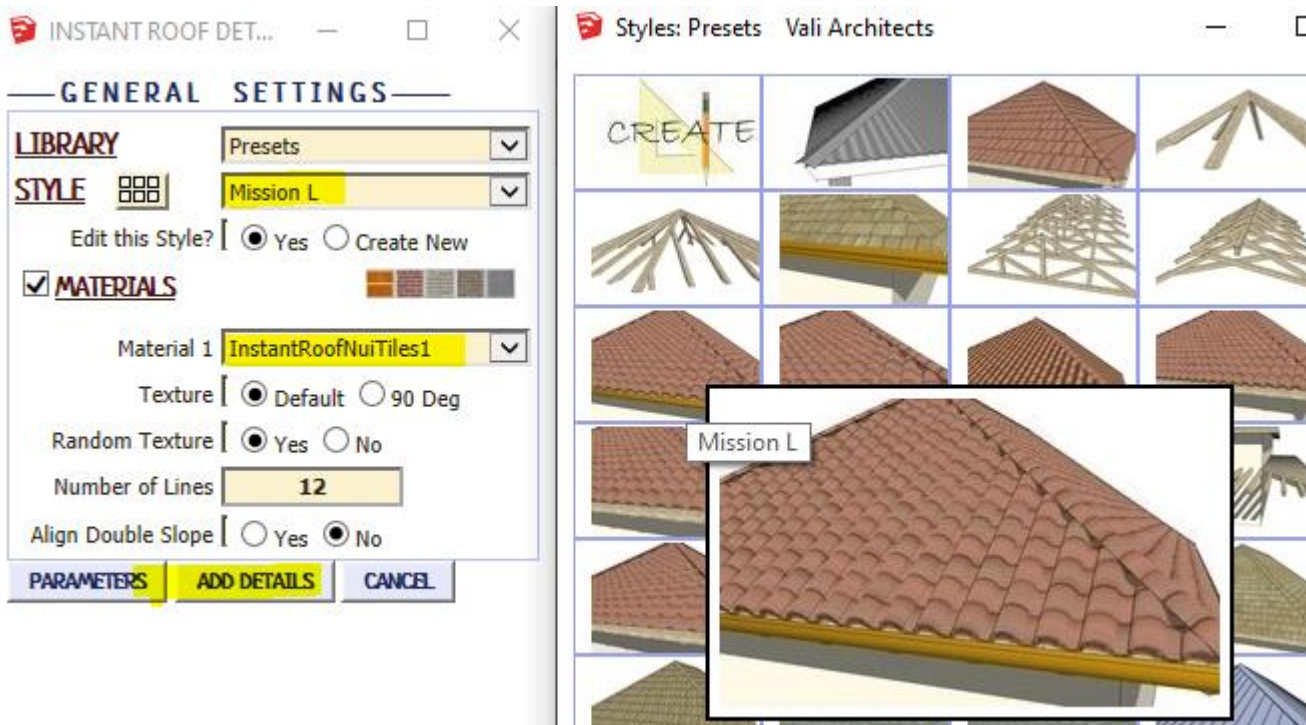 INSTANT ROOF DET...
GENERAL SETTINGS
LIBRARY Presets
STYLE Mission L
Edit this Style? Yes Create New
MATERIALS
Material 1 InstantRoofNuiTiles1
Texture Default 90 Deg
Random Texture Yes No
Number of Lines 12
Align Double Slope Yes No
PARAMETERS ADD DETAILS CANCEL
Styles: Presets Vali Architects
CREATE
Mission L